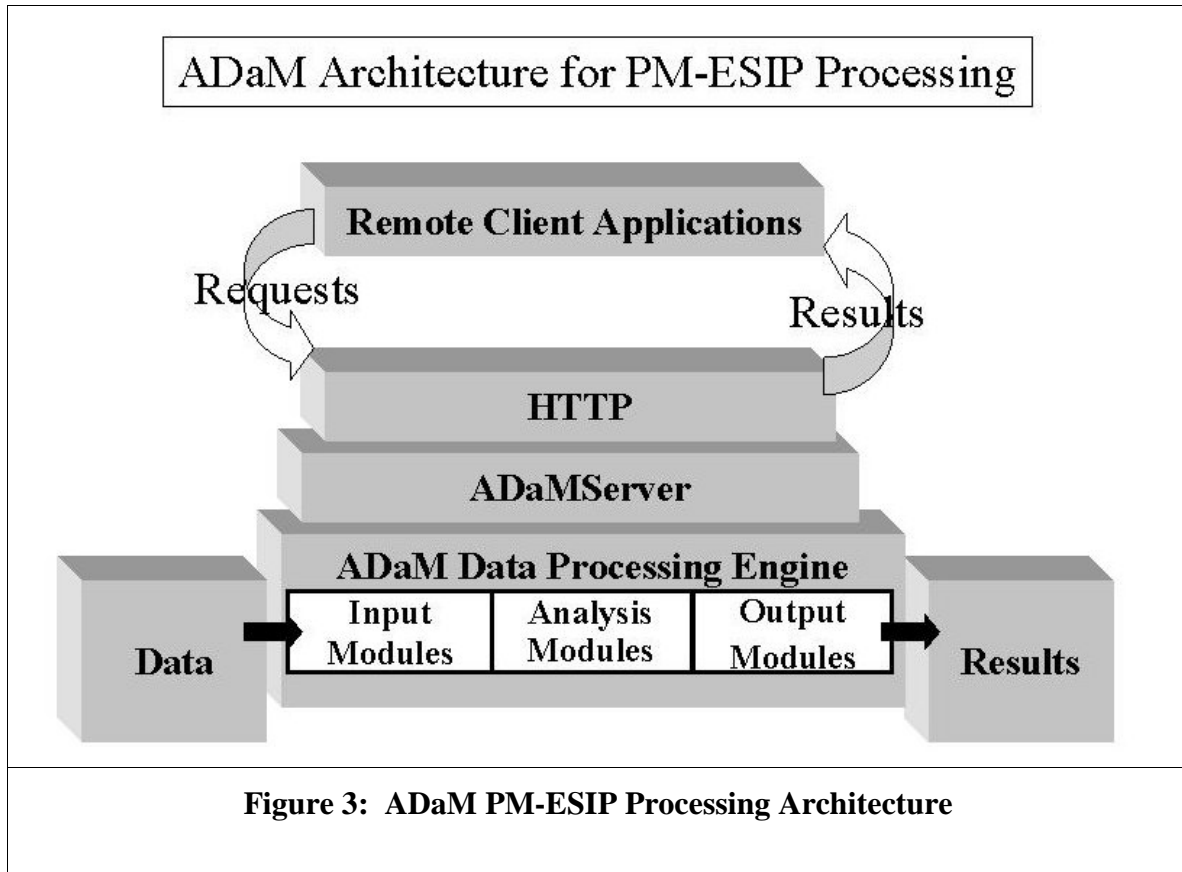 ADaM Architecture for PM-ESIP Processing
Remote Client Applications
Requests
Results
HTTP
ADaMServer
ADaM Data Processing Engine
Data
Input
Modules
Analysis
Modules
Output
Modules
Results
Figure 3: ADaM PM-ESIP Processing Architecture